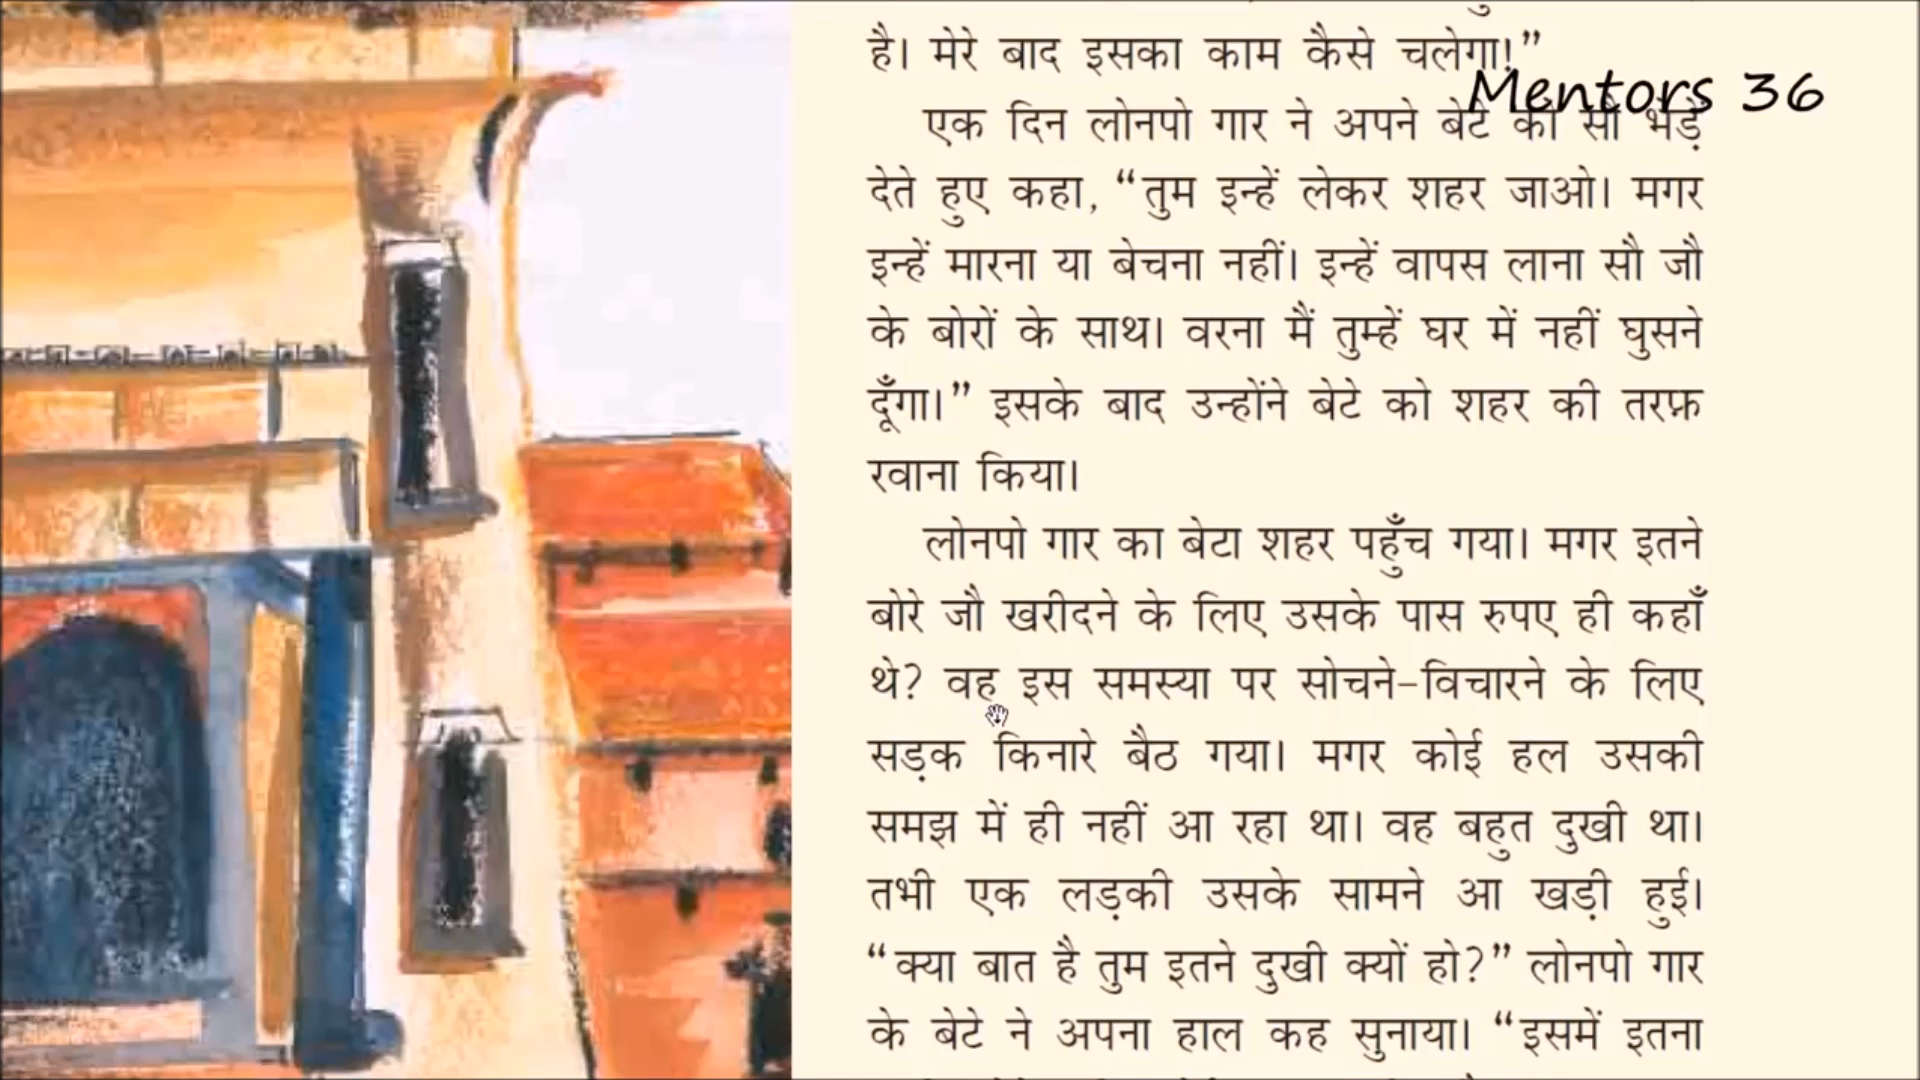 है। मेरे बाद इसका काम कैसे चलेगा!”
Mentors 36
एक दिन लोनपो गार ने अपने बेटे को सौ भेड़ें
देते हुए कहा, “तुम इन्हें लेकर शहर जाओ। मगर
इन्हें मारना या बेचना नहीं। इन्हें वापस लाना सौ जौ
के बोरों के साथ। वरना मैं तुम्हें घर में नहीं घुसने
दूँगा।” इसके बाद उन्होंने बेटे को शहर की तरफ़
रवाना किया।
लोनपो गार का बेटा शहर पहुँच गया। मगर इतने
बोरे जौ खरीदने के लिए उसके पास रुपए ही कहाँ
थे? वह इस समस्या पर सोचने-विचारने के लिए
सड़क किनारे बैठ गया। मगर कोई हल उसकी
समझ में ही नहीं आ रहा था। वह बहुत दुखी था।
तभी एक लड़की उसके सामने आ खड़ी हुई।
“क्या बात है तुम इतने दुखी क्यों हो?” लोनपो गार
के बेटे ने अपना हाल कह सुनाया। “इसमें इतना